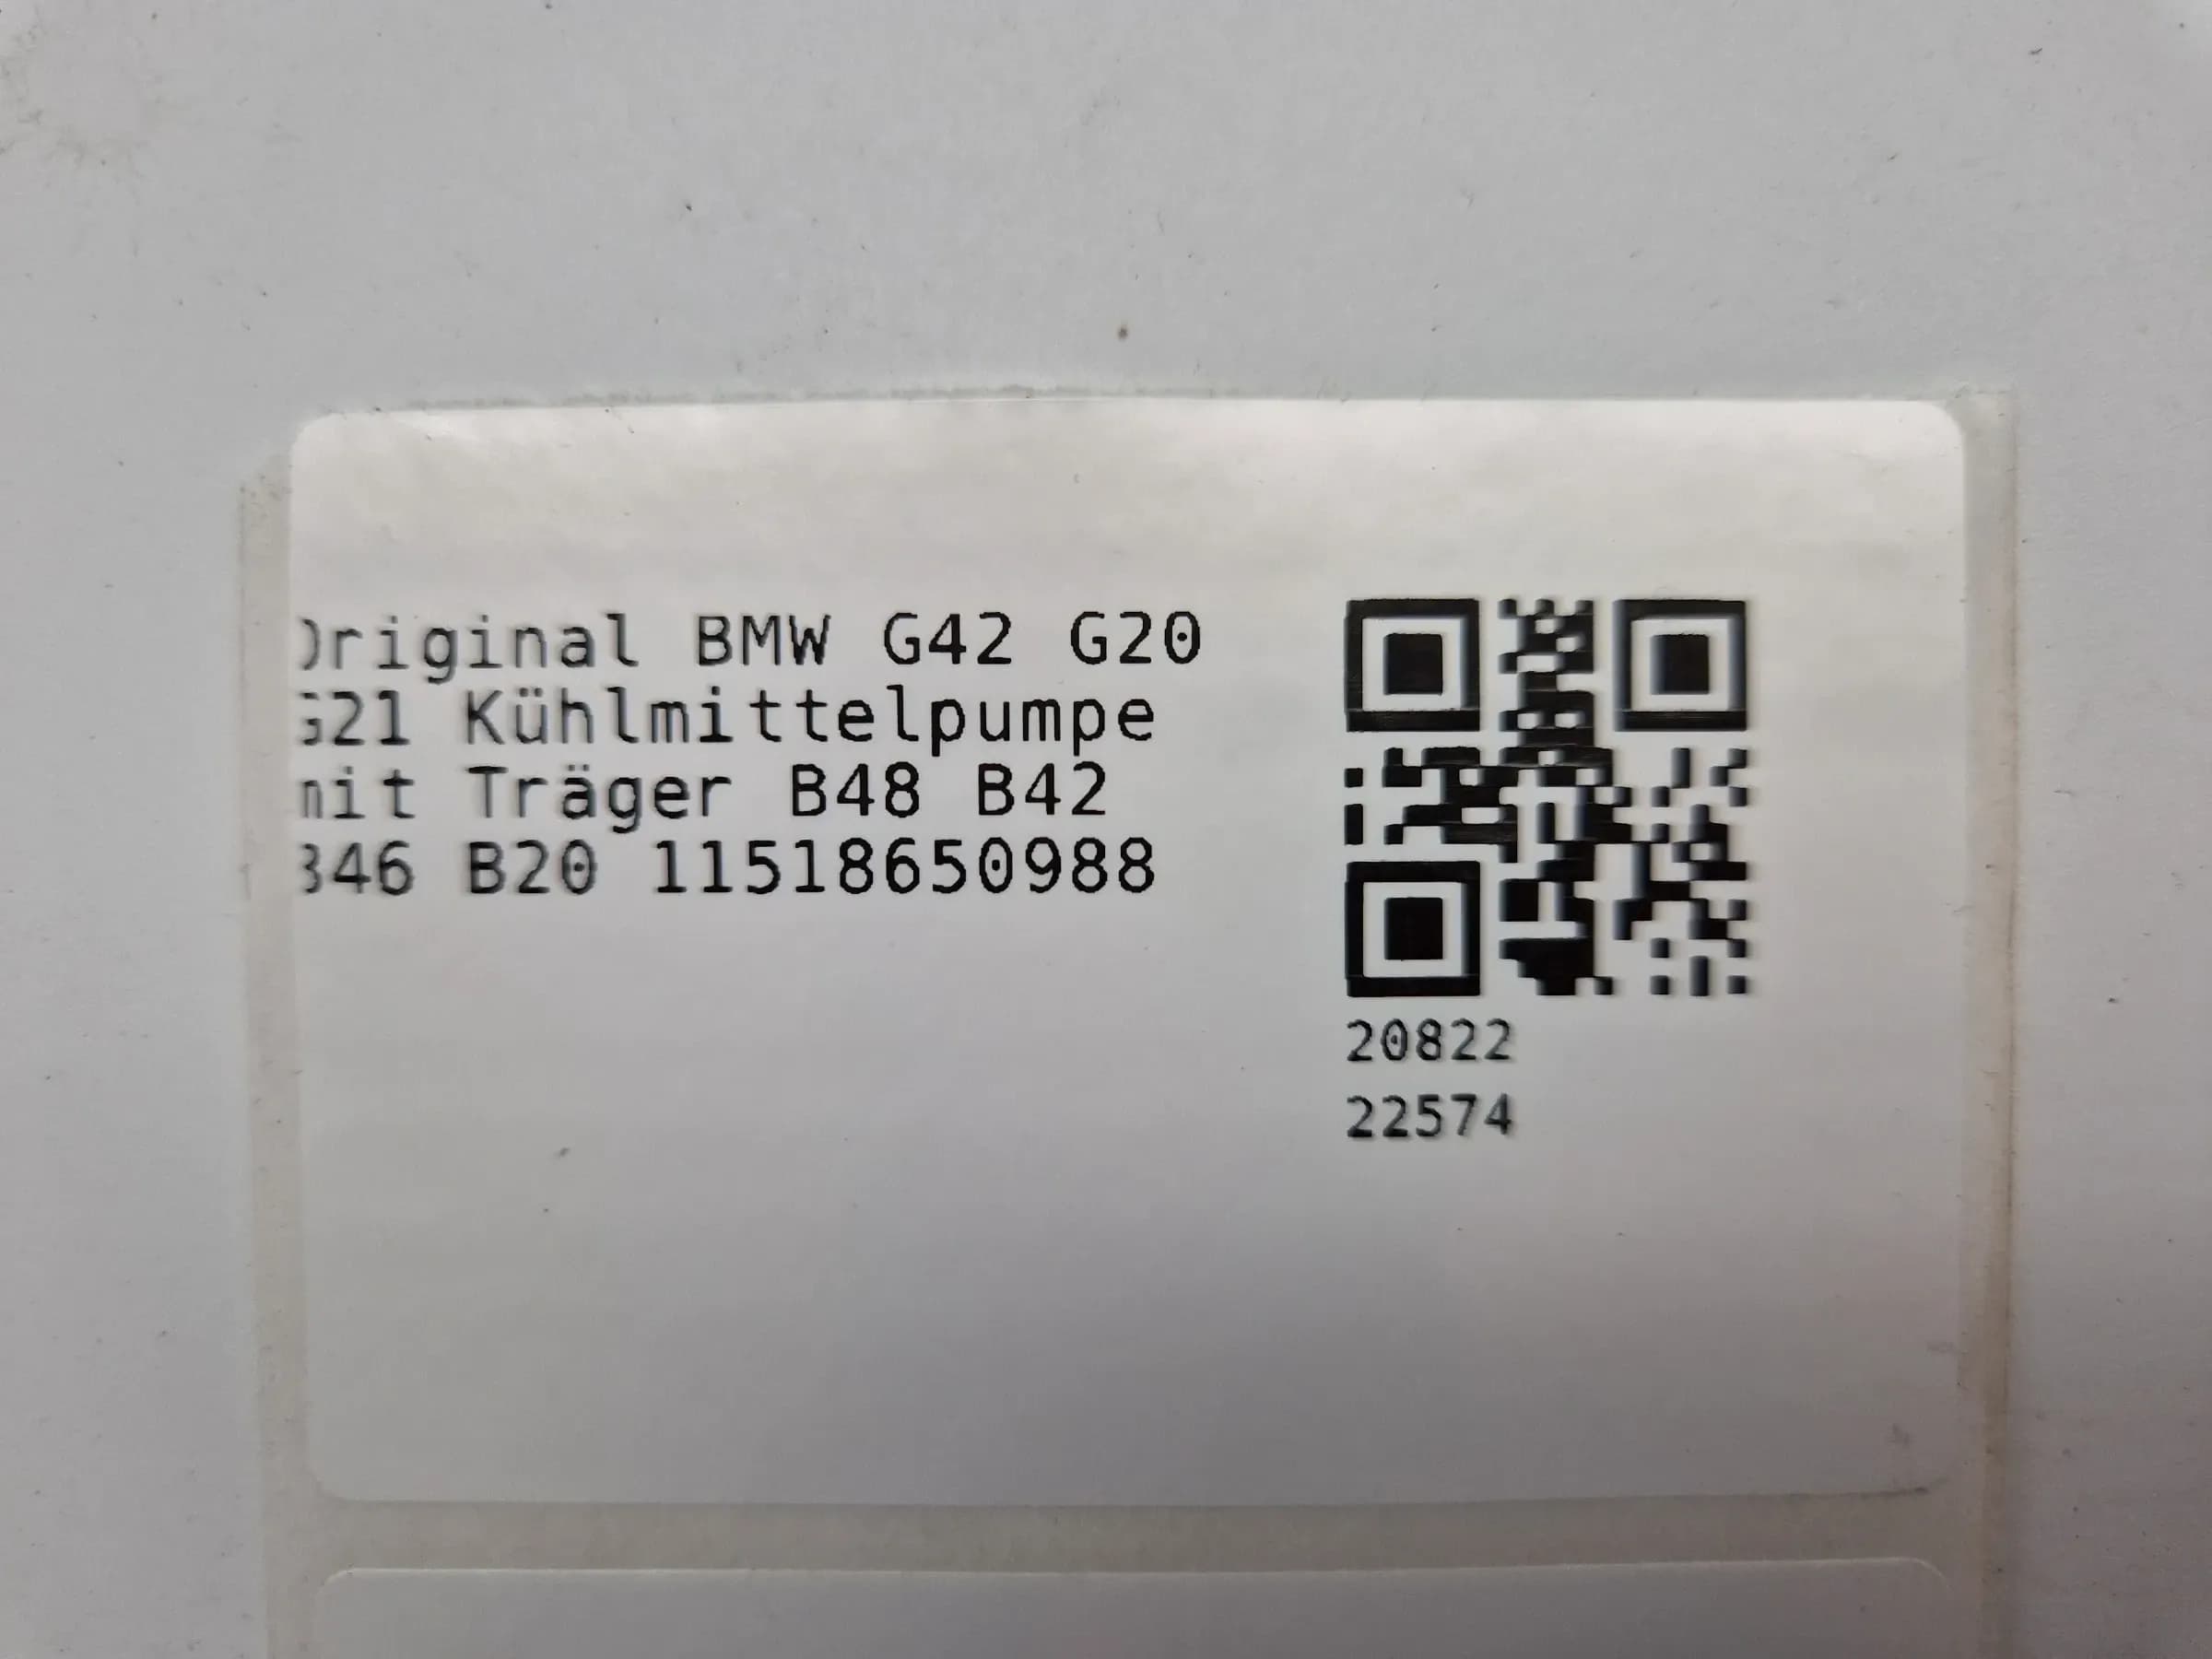 Original BMW G42 G20
G21 Kühlmittelpumpe
mit Träger B48 B42
B46 B20 11518650988
20822
22574